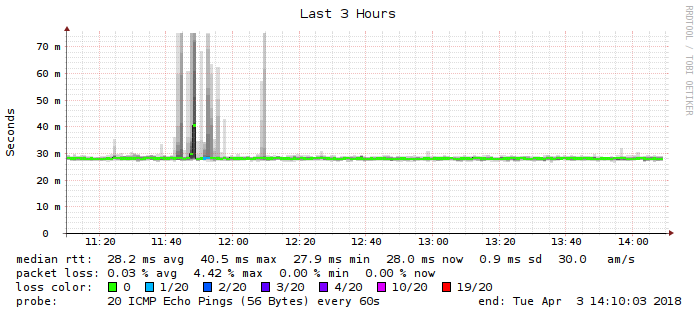 Last 3 Hours
RRDTOOL / TOBI OETIKER
Seconds
70 m
60 m
50 m
40 m
30 m
20 m
10 m
0
11:20 11:40 12:00 12:20 12:40 13:00 13:20 13:40 14:00
median rtt: 28.2 ms avg 40.5 ms max 27.9 ms min 28.0 ms now 0.9 ms sd 30.0 am/s
packet loss: 0.03 % avg 4.42 % max 0.00 % min 0.00 % now
loss color: 0 1/20 2/20 3/20 4/20 10/20 19/20
probe: 20 ICMP Echo Pings (56 Bytes) every 60s end: Tue Apr 3 14:10:03 2018